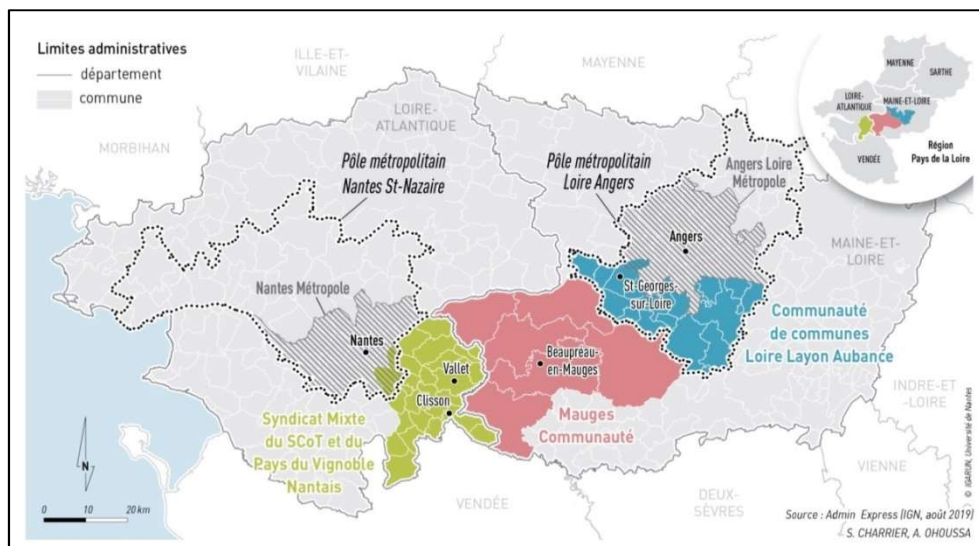 Limites administratives
département
commune
ILLE-ET-
VILAINE
MAYENNE
LOIRE-
ATLANTIQUE
MORBIHAN
Pôle métropolitain
Nantes St-Nazaire
Pôle métropolitain
Loire Angers
Angers Loire
Métropole
MAYENNE
SARTHE
LOIRE-
ATLANTIQUE
MAINE-ET-LOIRE
Région
Pays de la Loire
VENDÉE
Angers
MAINE-ET-
LOIRE
St-Georges-
sur-Loire
Nantes Métropole
Communauté
de communes
Loire Layon Aubance
Nantes
Vallet
Beaupreau-
en-Mauges
Clisson
INDRE-ET
-LOIRE
Syndicat Mixte
du SCoT et du
Pays du Vignoble
Nantais
Mauges
Communauté
N
VIENNE
VENDÉE
DEUX-
SÈVRES
0 10 20 km
Source : Admin Express (IGN, août 2019)
S. CHARRIER, A. OHOUSSA
© IGARUN, Université de Nantes